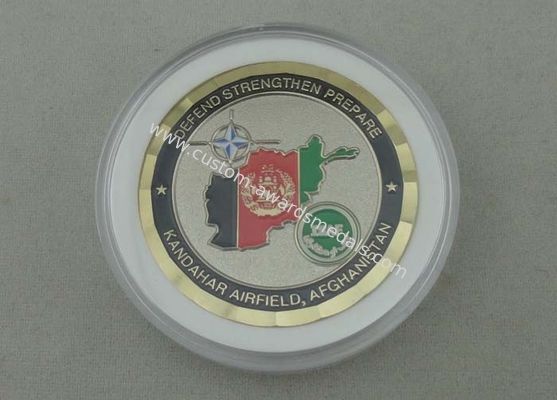 DEFEND STRENGTHEN PREPARE
KANDAHAR AIRFIELD, AFGHANISTAN
www.custom-awardsmedals.com